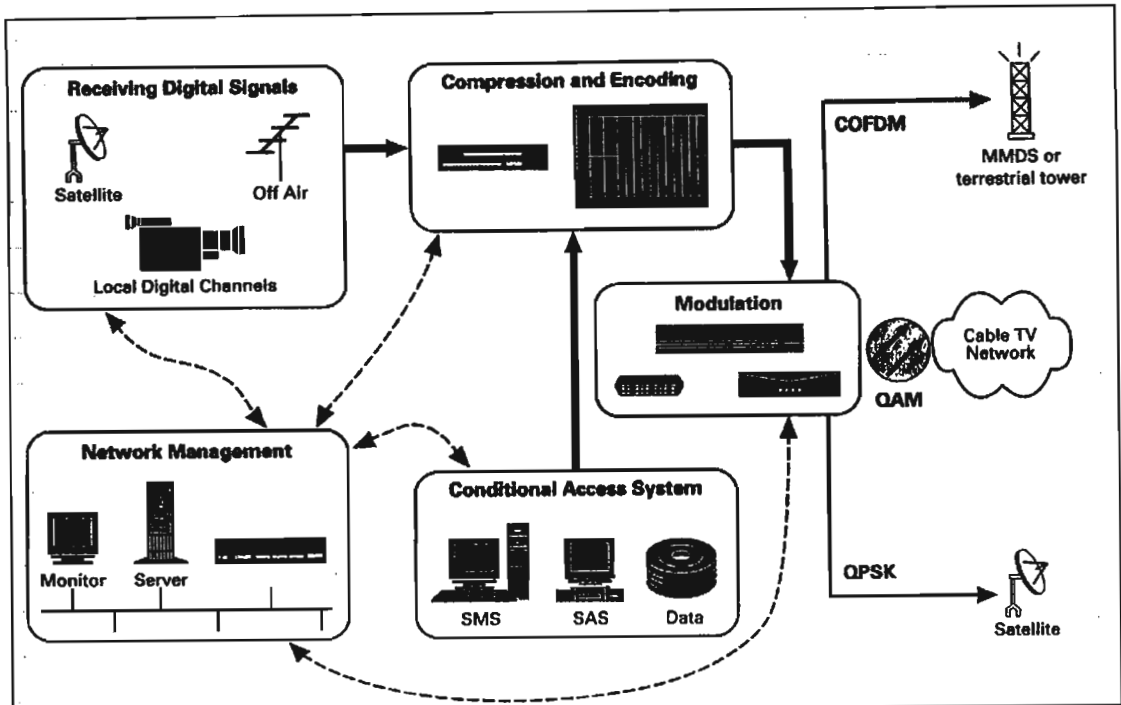 Receiving Digital Signals
Satellite
Off Air
Local Digital Channels
Compression and Encoding
COFDM
MMDS or
terrestrial tower
Modulation
QAM
Cable TV
Network
Network Management
Monitor
Server
Conditional Access System
SMS
SAS
Data
QPSK
Satellite